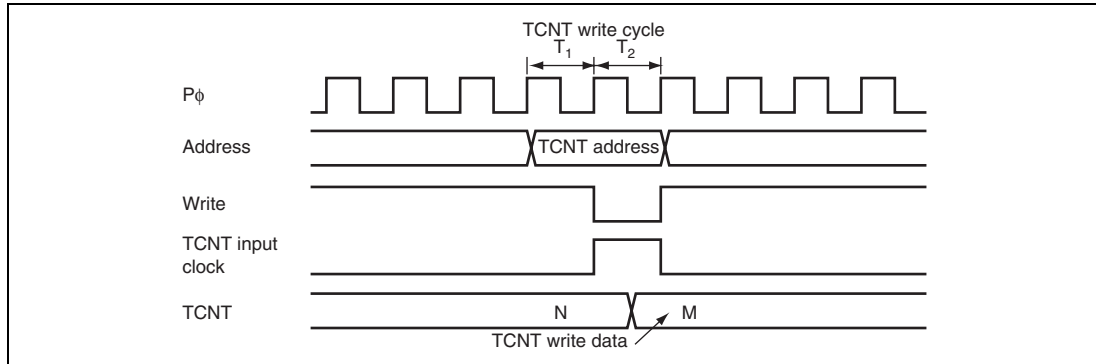 TCNT write cycle
T1 T2
Pφ
Address
TCNT address
Write
TCNT input
clock
TCNT
N
M
TCNT write data